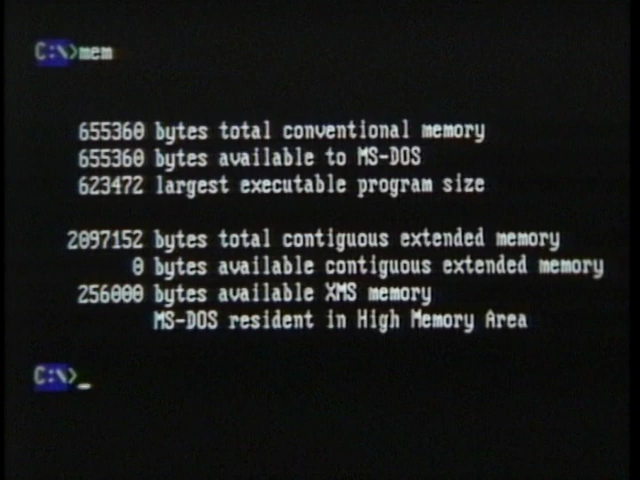 C:\>mem
655360 bytes total conventional memory
655360 bytes available to MS-DOS
623472 largest executable program size
2097152 bytes total contiguous extended memory
0 bytes available contiguous extended memory
256000 bytes available XMS memory
MS-DOS resident in High Memory Area
C:\>_